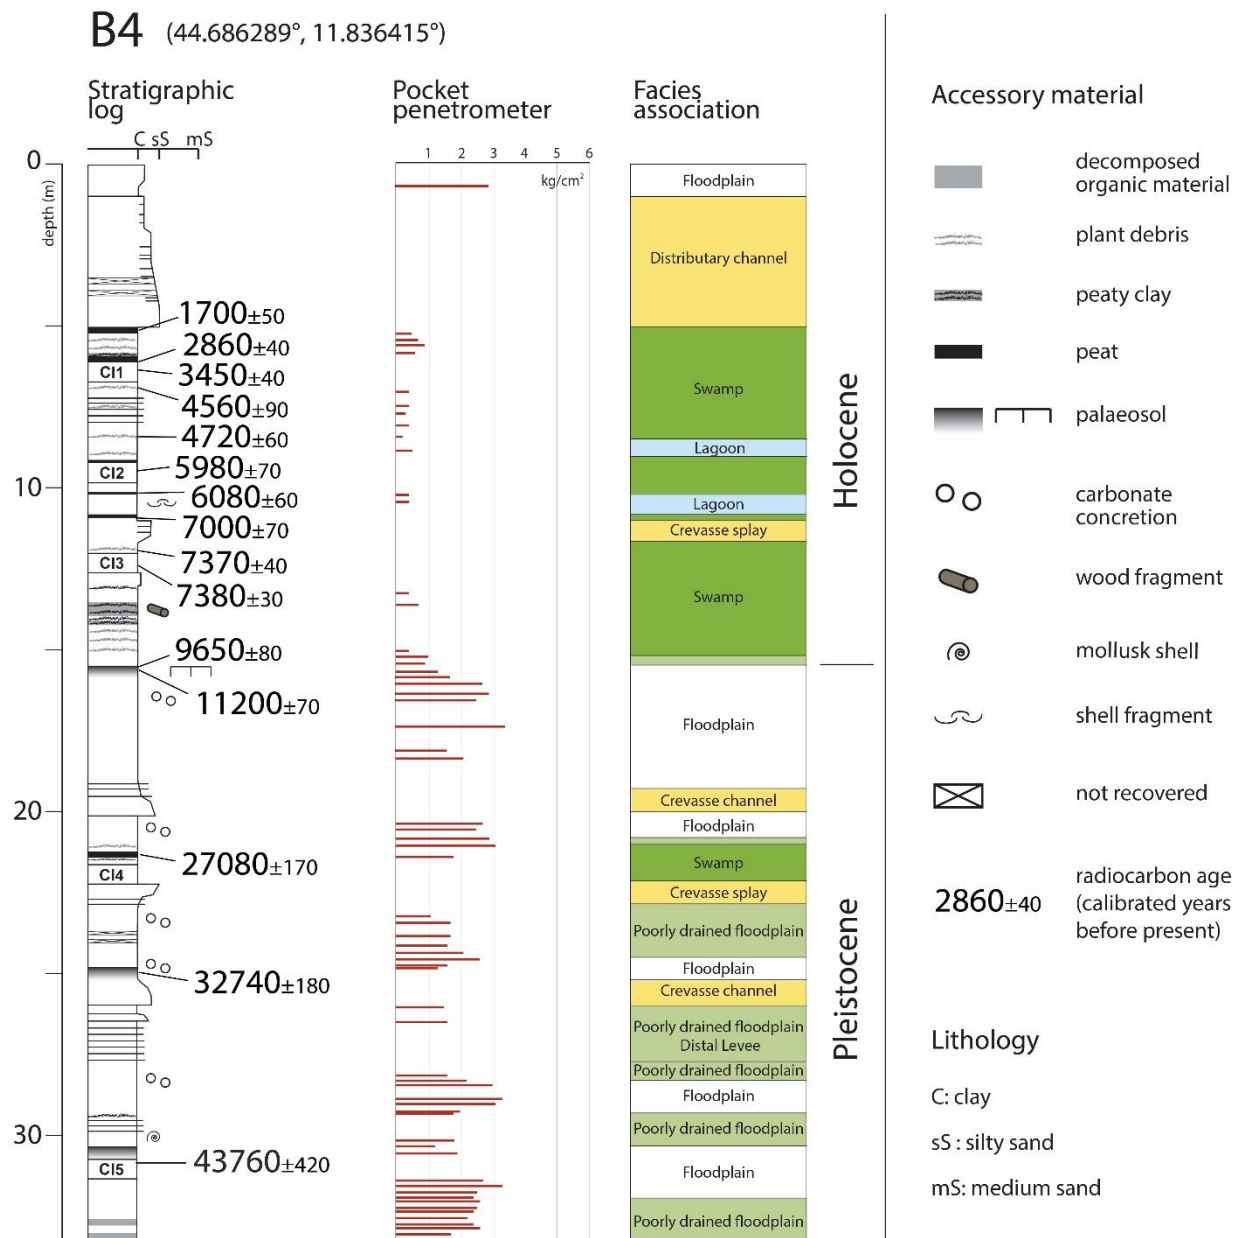 B4 (44.686289°, 11.836415°)
Stratigraphic
log
C sS mS
0
depth (m)
10
20
30
1700±50
2860±40
CI1
3450±40
4560±90
4720±60
CI2
5980±70
6080±60
7000±70
CI3
7370±40
7380±30
9650±80
11200±70
27080±170
CI4
32740±180
CI5
43760±420
Pocket
penetrometer
1 2 3 4 5 6
kg/cm²
Facies
association
Floodplain
Distributary channel
Swamp
Lagoon
Lagoon
Crevasse splay
Swamp
Floodplain
Crevasse channel
Floodplain
Swamp
Crevasse splay
Poorly drained floodplain
Floodplain
Crevasse channel
Poorly drained floodplain
Distal Levee
Poorly drained floodplain
Floodplain
Poorly drained floodplain
Floodplain
Poorly drained floodplain
Holocene
Pleistocene
Accessory material
decomposed
organic material
plant debris
peaty clay
peat
palaeosol
carbonate
concretion
wood fragment
mollusk shell
shell fragment
not recovered
2860±40
radiocarbon age
(calibrated years
before present)
Lithology
C: clay
sS : silty sand
mS: medium sand